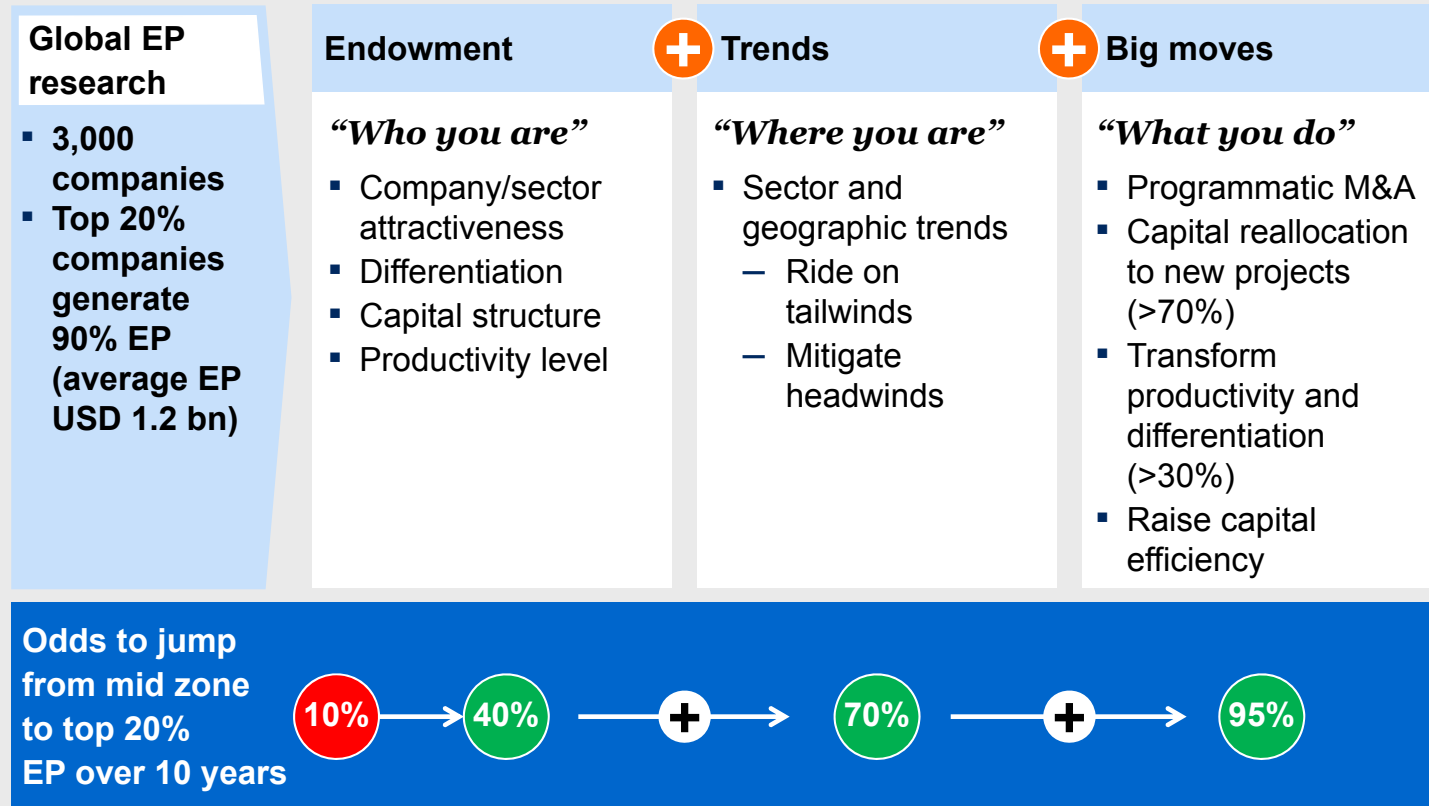 Global EP
research
▪ 3,000
companies
▪ Top 20%
companies
generate
90% EP
(average EP
USD 1.2 bn)
Endowment
“Who you are”
▪ Company/sector
attractiveness
▪ Differentiation
▪ Capital structure
▪ Productivity level
+
Trends
“Where you are”
▪ Sector and
geographic trends
– Ride on
tailwinds
– Mitigate
headwinds
+
Big moves
“What you do”
▪ Programmatic M&A
▪ Capital reallocation
to new projects
(>70%)
▪ Transform
productivity and
differentiation
(>30%)
▪ Raise capital
efficiency
Odds to jump
from mid zone
to top 20%
EP over 10 years
10% 40% + 70% + 95%